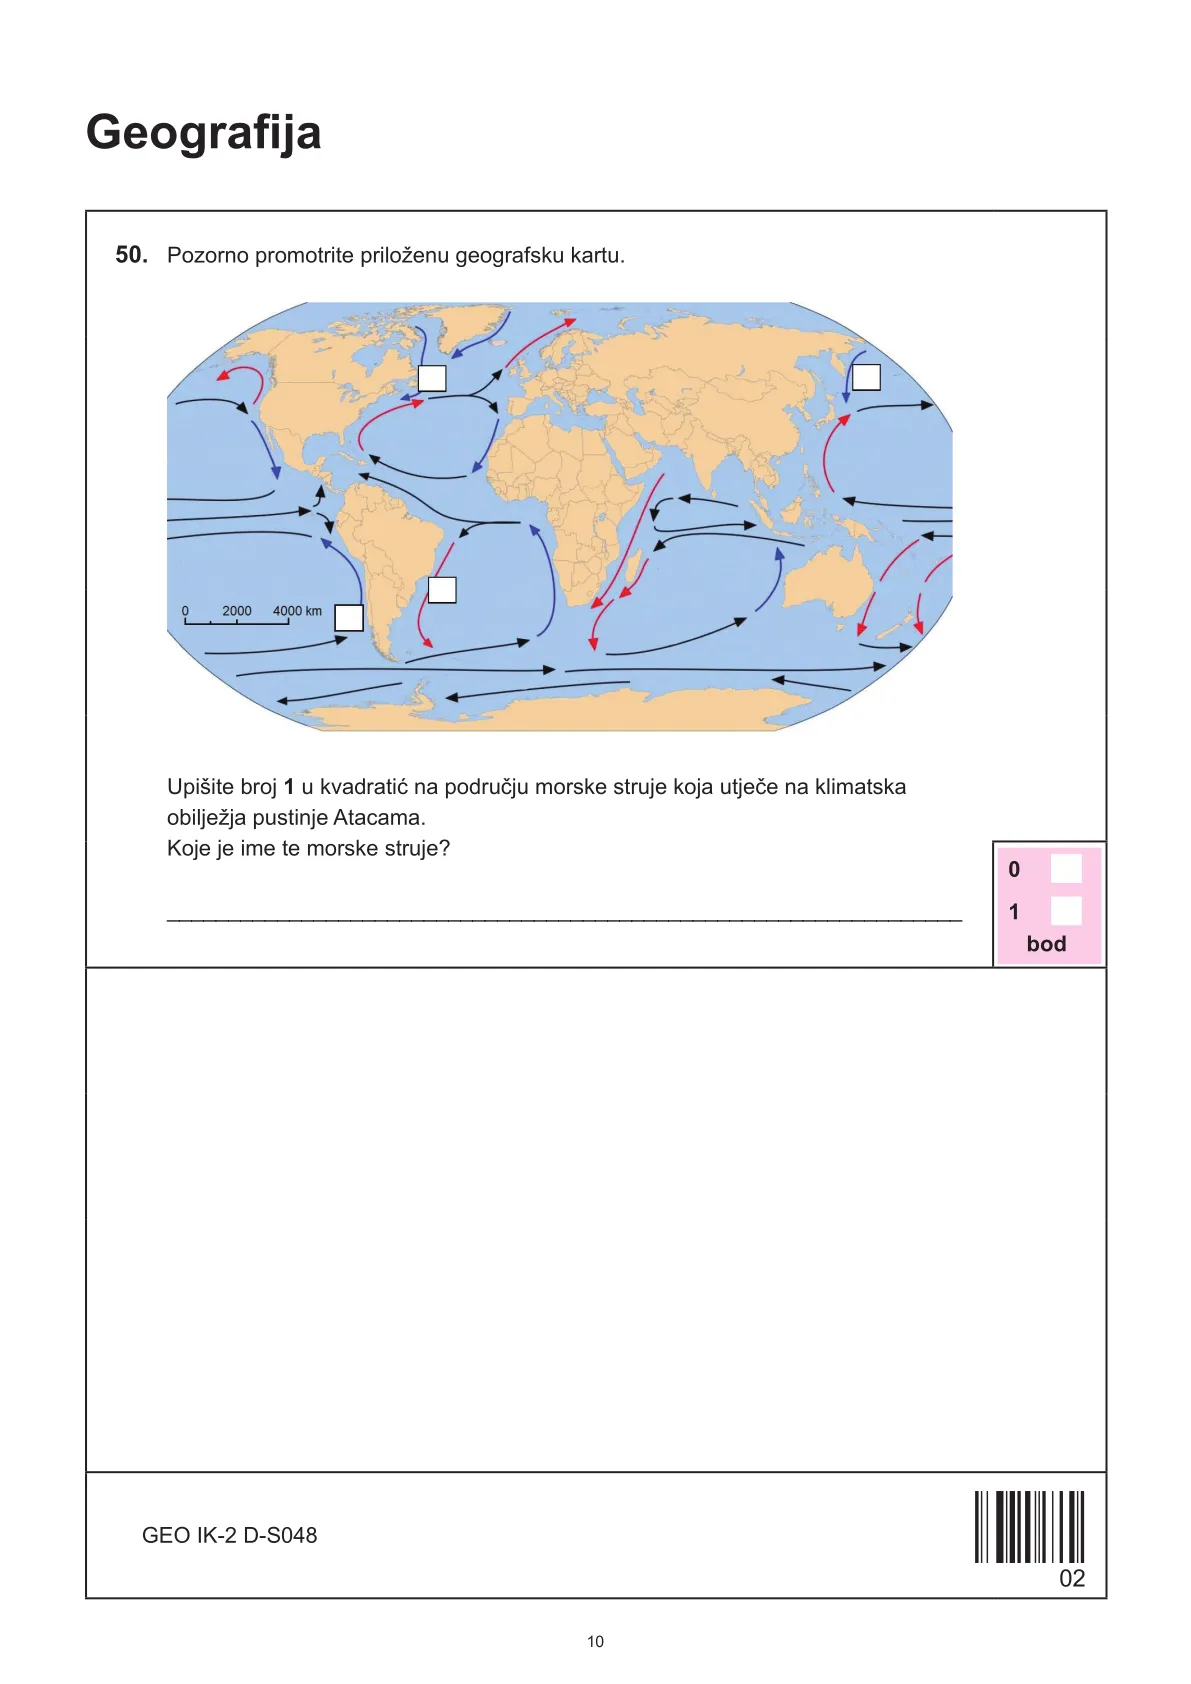 Geografija
50. Pozorno promotrite priloženu geografsku kartu.
0 2000 4000 km
Upišite broj 1 u kvadratić na području morske struje koja utječe na klimatska
obilježja pustinje Atacama.
Koje je ime te morske struje?
0
1
bod
GEO IK-2 D-S048
02
10